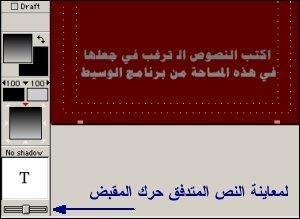 Draft
اكتب النصوص الـ ترغب في جعلها
في هذه المساحة من برنامج الوسيط
100
100
No shadow
T
لمعاينة النص المتدفق حرك المقبض